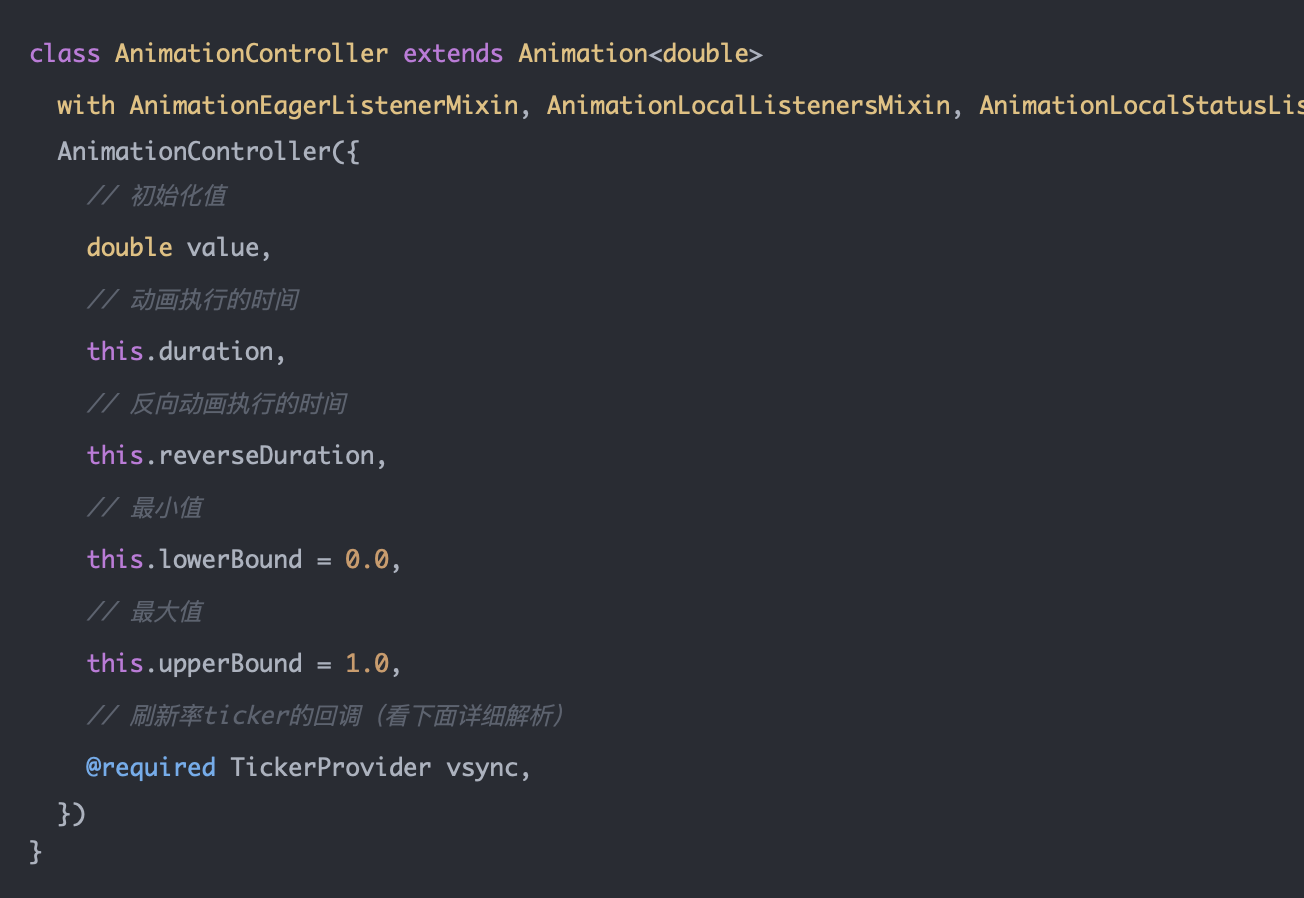 class AnimationController extends Animation<double>
with AnimationEagerListenerMixin, AnimationLocalListenersMixin, AnimationLocalStatusLis
AnimationController({
// 初始化值
double value,
// 动画执行的时间
this.duration,
// 反向动画执行的时间
this.reverseDuration,
// 最小值
this.lowerBound = 0.0,
// 最大值
this.upperBound = 1.0,
// 刷新率ticker的回调（看下面详细解析）
@required TickerProvider vsync,
})
}